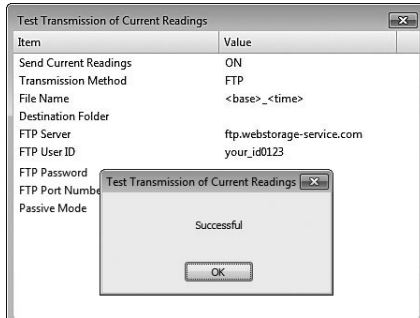 Test Transmission of Current Readings
Item Value
Send Current Readings ON
Transmission Method FTP
File Name <base>_<time>
Destination Folder
FTP Server ftp.webstorage-service.com
FTP User ID your_id0123
FTP Password
FTP Port Numbe
Passive Mode
Test Transmission of Current Readings
Successful
OK